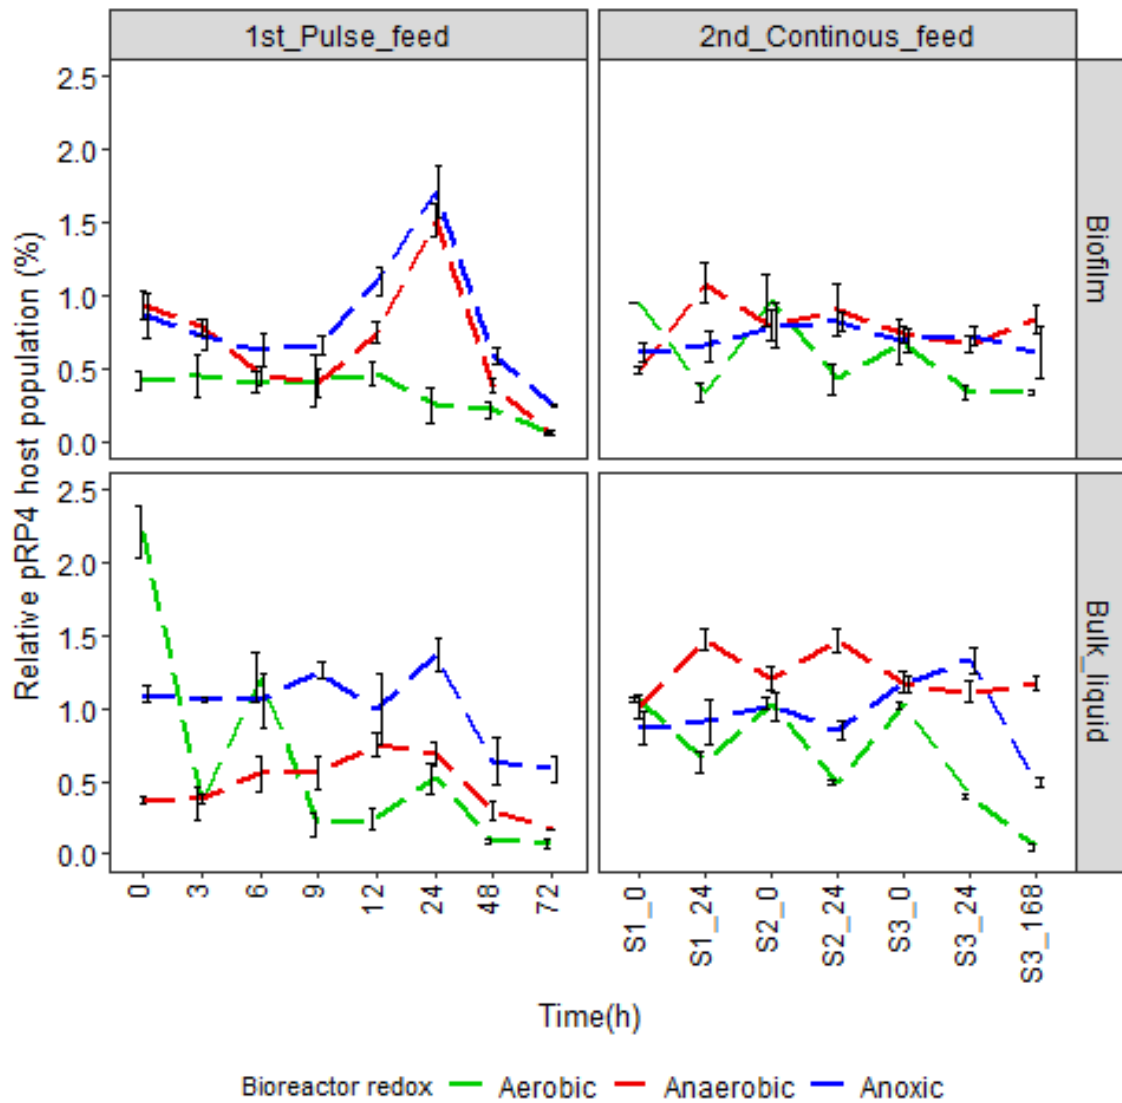 1st_Pulse_feed
2nd_Continous_feed
Relative pRP4 host population (%)
2.5
2.0
1.5
1.0
0.5
0.0
Biofilm
2.5
2.0
1.5
1.0
0.5
0.0
Bulk_liquid
0 3 6 9 12 24 48 72
S1_0 S1_24 S2_0 S2_24 S3_0 S3_24 S3_168
Time(h)
Bioreactor redox Aerobic Anaerobic Anoxic